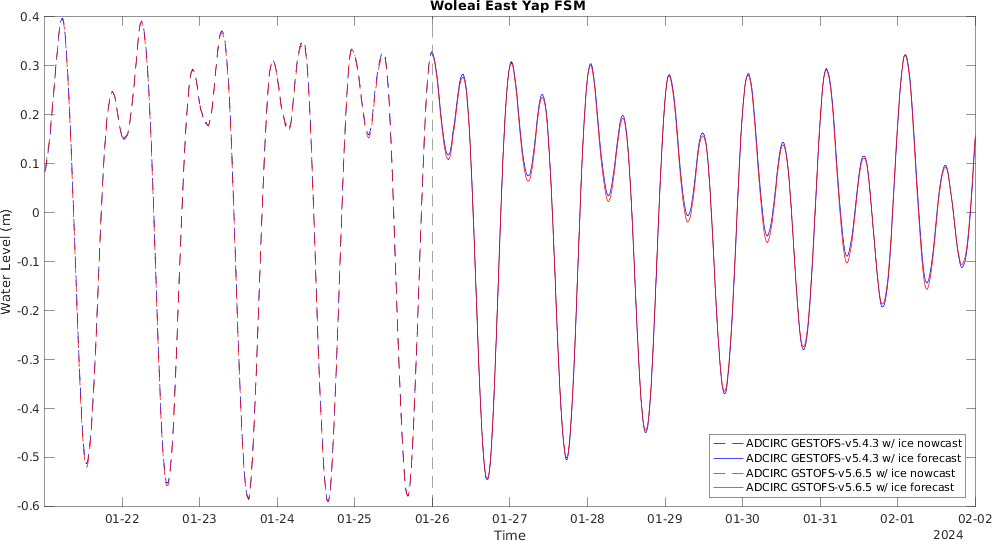 Woleai East Yap FSM
0.4
0.3
0.2
0.1
0
-0.1
-0.2
-0.3
-0.4
-0.5
-0.6
Water Level (m)
ADCIRC GESTOFS-v5.4.3 w/ ice nowcast
ADCIRC GESTOFS-v5.4.3 w/ ice forecast
ADCIRC GSTOFS-v5.6.5 w/ ice nowcast
ADCIRC GSTOFS-v5.6.5 w/ ice forecast
01-22 01-23 01-24 01-25 01-26 01-27 01-28 01-29 01-30 01-31 02-01 02-02
Time
2024